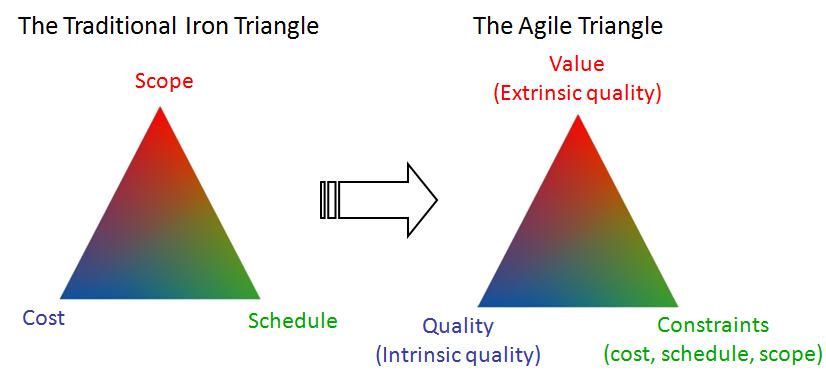 The Traditional Iron Triangle
Scope
Cost
Schedule
The Agile Triangle
Value
(Extrinsic quality)
Quality
(Intrinsic quality)
Constraints
(cost, schedule, scope)